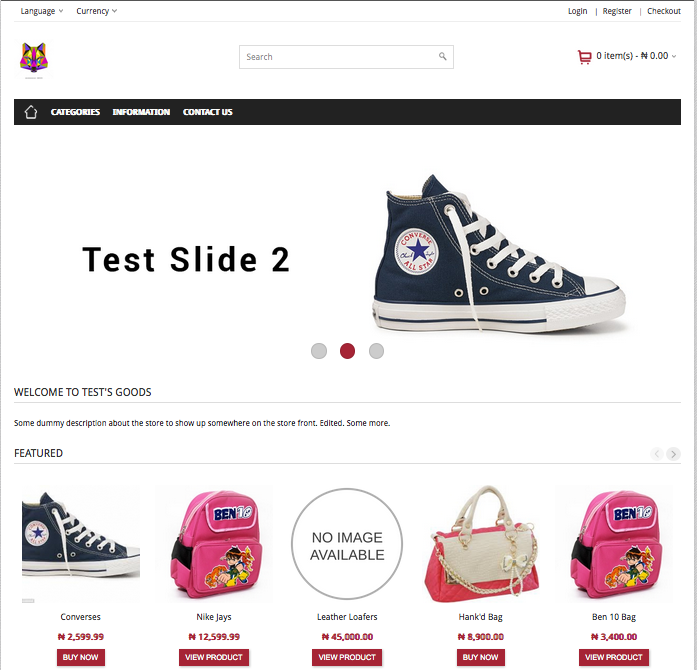 Language Currency Login | Register | Checkout
Search 0 item(s) - ₦ 0.00
CATEGORIES INFORMATION CONTACT US
Test Slide 2
CONVERSE
ALL STAR
WELCOME TO TEST'S GOODS
Some dummy description about the store to show up somewhere on the store front. Edited. Some more.
FEATURED
BEN 10
NO IMAGE
AVAILABLE
BEN 10
Converses Nike Jays Leather Loafers Hank'd Bag Ben 10 Bag
₦ 2,599.99 ₦ 12,599.99 ₦ 45,000.00 ₦ 8,900.00 ₦ 3,400.00
BUY NOW VIEW PRODUCT VIEW PRODUCT BUY NOW VIEW PRODUCT